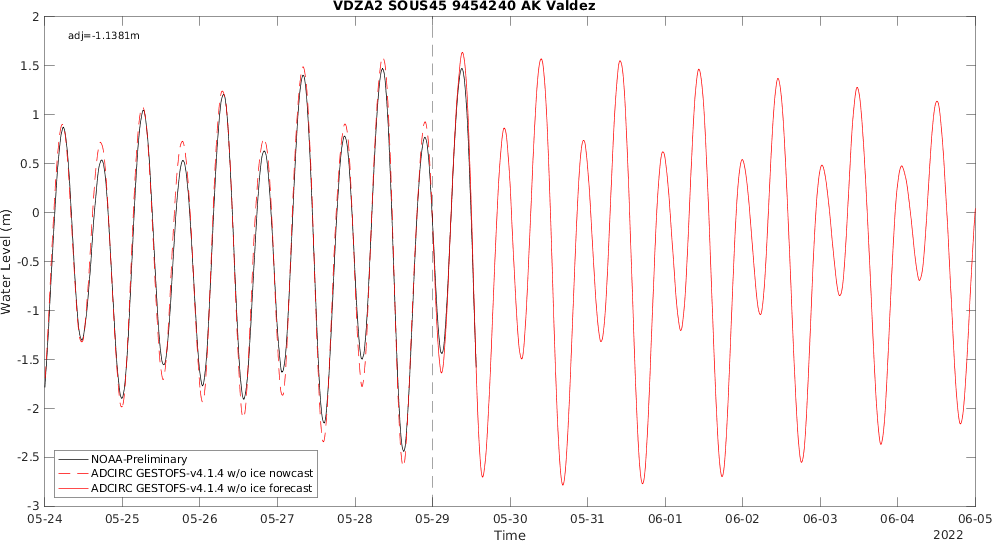 VDZA2 SOUS45 9454240 AK Valdez
adj=-1.1381m
2
1.5
1
0.5
0
-0.5
-1
-1.5
-2
-2.5
-3
Water Level (m)
NOAA-Preliminary
ADCIRC GESTOFS-v4.1.4 w/o ice nowcast
ADCIRC GESTOFS-v4.1.4 w/o ice forecast
05-24 05-25 05-26 05-27 05-28 05-29 05-30 05-31 06-01 06-02 06-03 06-04 06-05
Time
2022